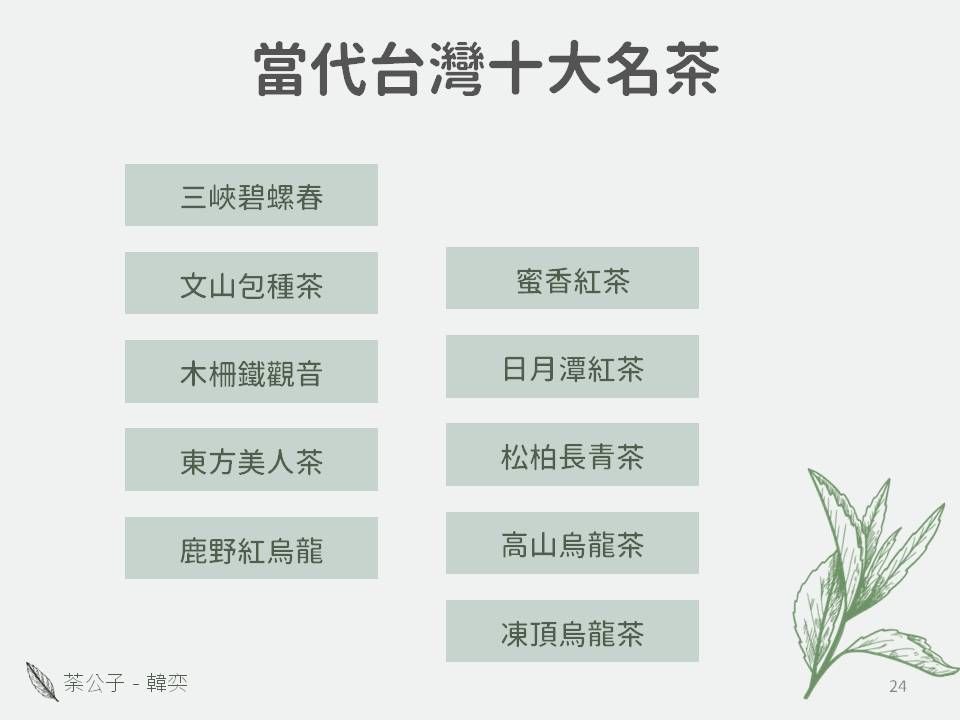 當代台灣十大名茶
三峽碧螺春
文山包種茶
木柵鐵觀音
東方美人茶
鹿野紅烏龍
蜜香紅茶
日月潭紅茶
松柏長青茶
高山烏龍茶
凍頂烏龍茶
荼公子 - 韓奕
24